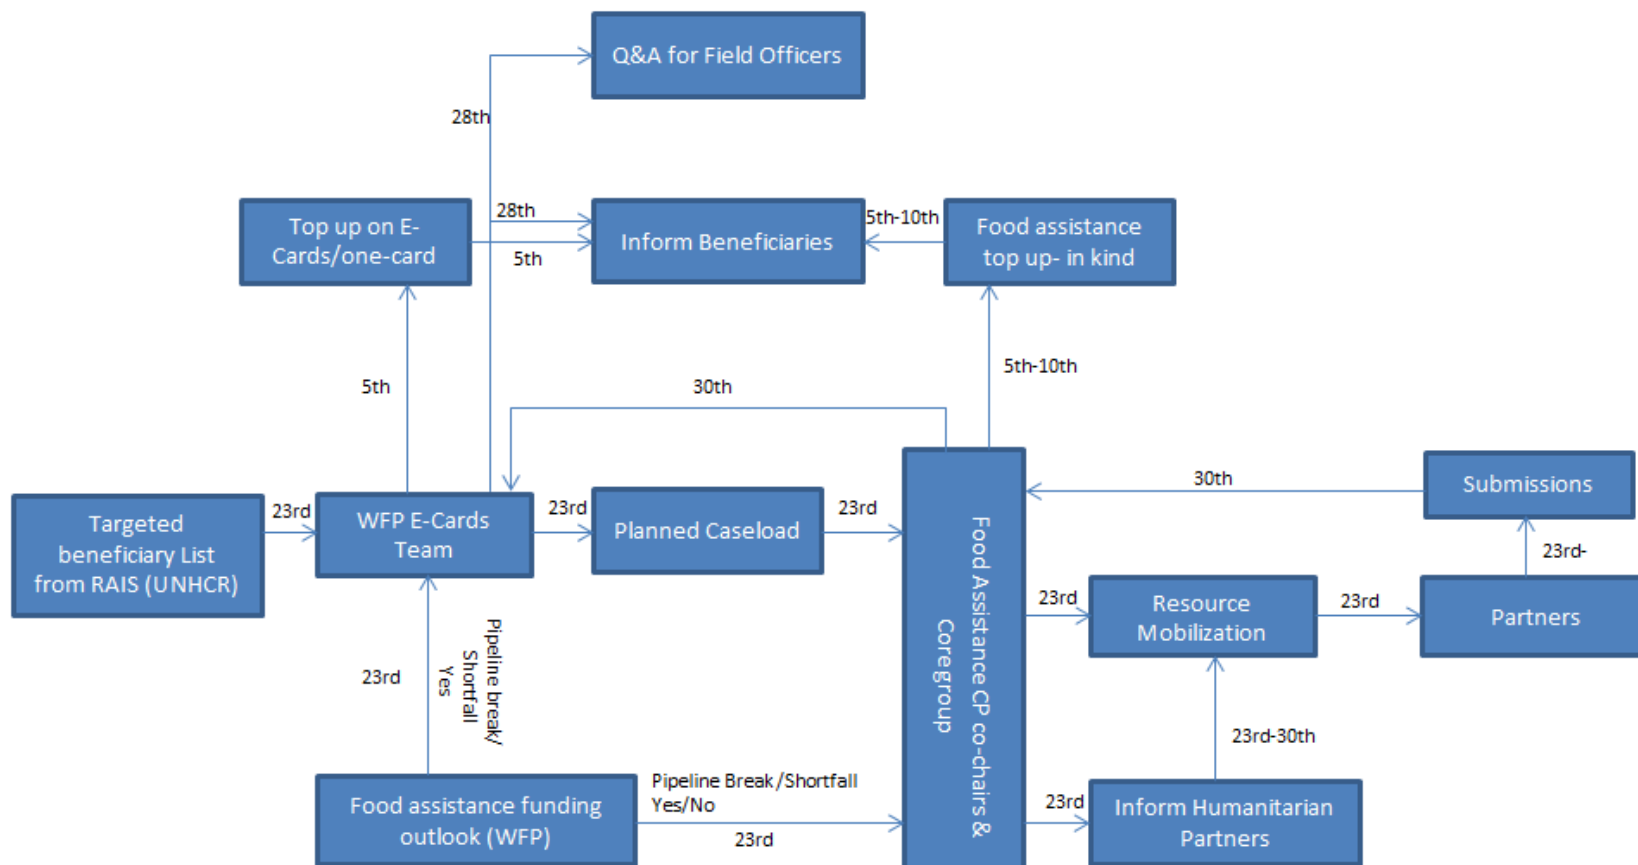 Q&A for Field Officers
28th
Top up on E-
Cards/one-card
28th
5th
Inform Beneficiaries
5th-10th
Food assistance
top up- in kind
5th
30th
5th-10th
Targeted
beneficiary List
from RAIS (UNHCR)
23rd
WFP E-Cards
Team
23rd
Planned Caseload
23rd
Food Assistance CP co-chairs &
Coregroup
30th
Submissions
23rd-
23rd
Resource
Mobilization
23rd
Partners
23rd
Pipeline break/
Shortfall
Yes
23rd-30th
Food assistance funding
outlook (WFP)
Pipeline Break /Shortfall
Yes/No
23rd
23rd
Inform Humanitarian
Partners